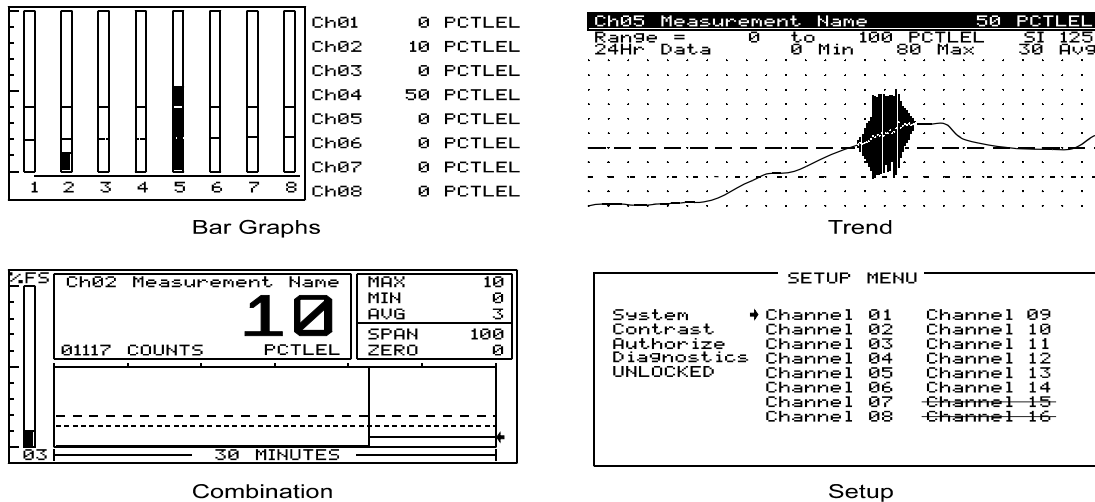 Ch01 0 PCTLEL
Ch02 10 PCTLEL
Ch03 0 PCTLEL
Ch04 50 PCTLEL
Ch05 0 PCTLEL
Ch06 0 PCTLEL
Ch07 0 PCTLEL
Ch08 0 PCTLEL
1 2 3 4 5 6 7 8
Bar Graphs
Ch05 Measurement Name 50 PCTLEL
Range = 0 to 100 PCTLEL SI 125
24Hr Data 0 Min 80 Max 30 Avg
Trend
%FS
Ch02 Measurement Name
10
01117 COUNTS PCTLEL
MAX 10
MIN 0
AVG 3
SPAN 100
ZERO 0
03
30 MINUTES
Combination
SETUP MENU
System Channel 01 Channel 09
Contrast Channel 02 Channel 10
Authorize Channel 03 Channel 11
Diagnostics Channel 04 Channel 12
UNLOCKED Channel 05 Channel 13
Channel 06 Channel 14
Channel 07 Channel 15
Channel 08 Channel 16
Setup